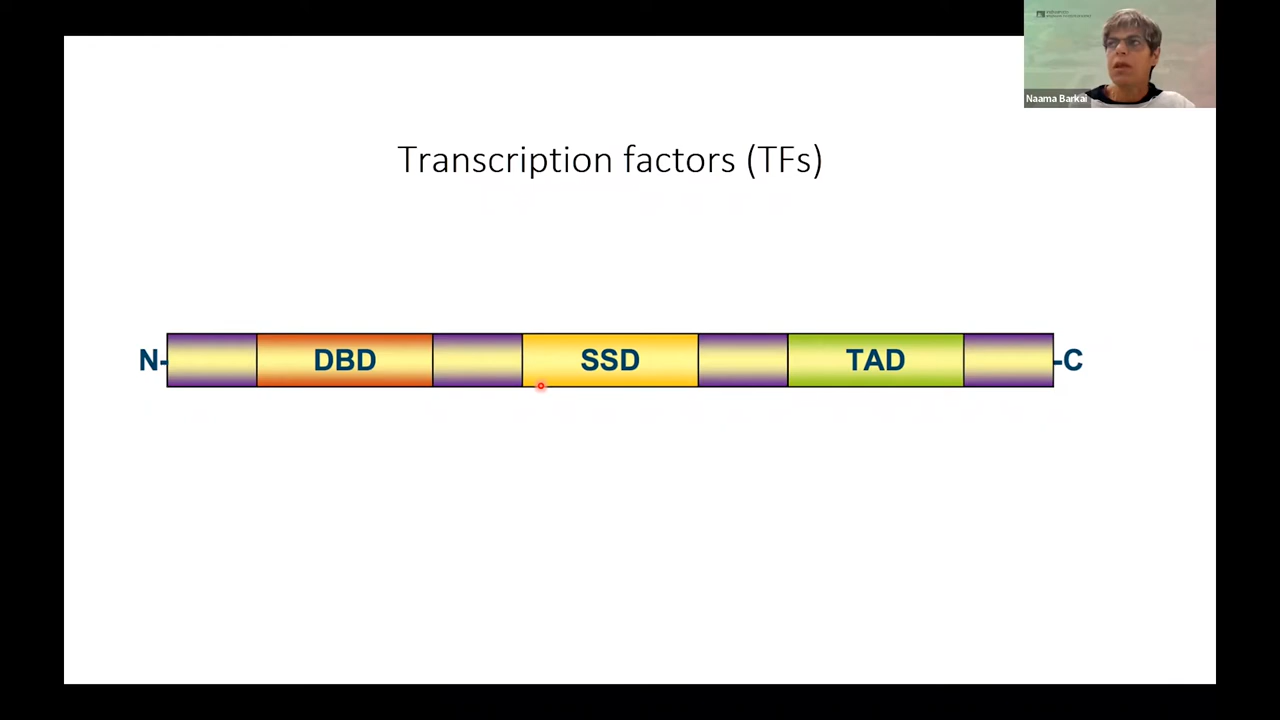 Naama Barkai
Transcription factors (TFs)
N- DBD SSD TAD -C